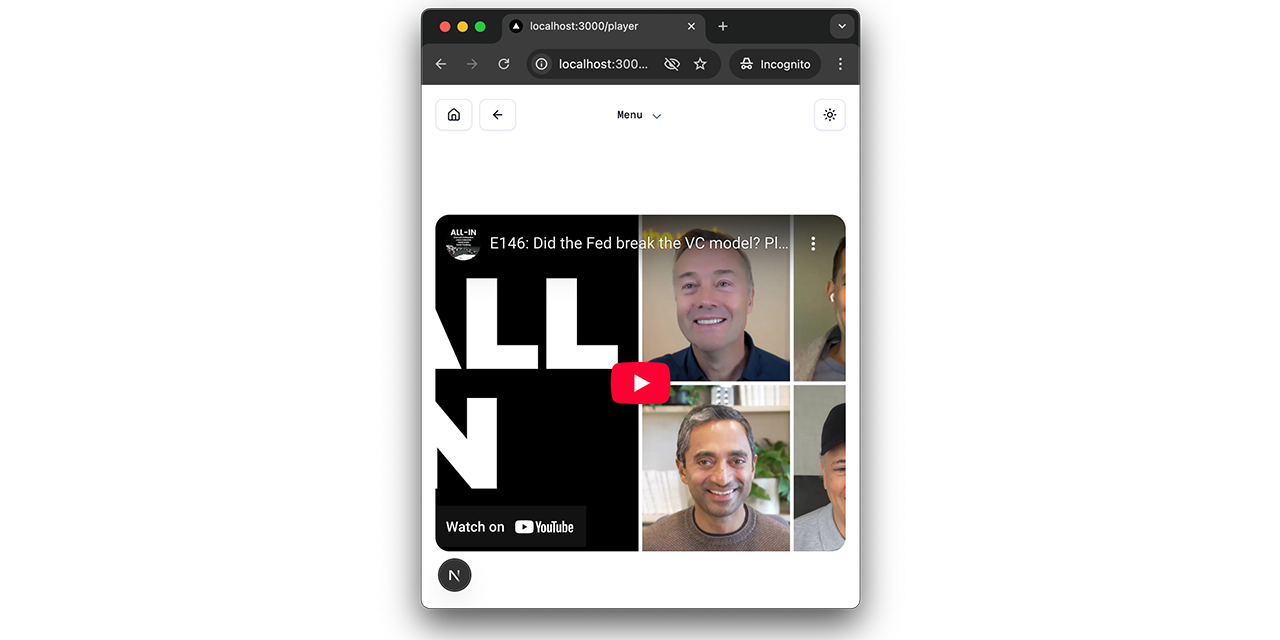 localhost:3000/player
localhost:300...
Incognito
Menu
ALL-IN
E146: Did the Fed break the VC model? Pl...
ALL
IN
Watch on YouTube
N